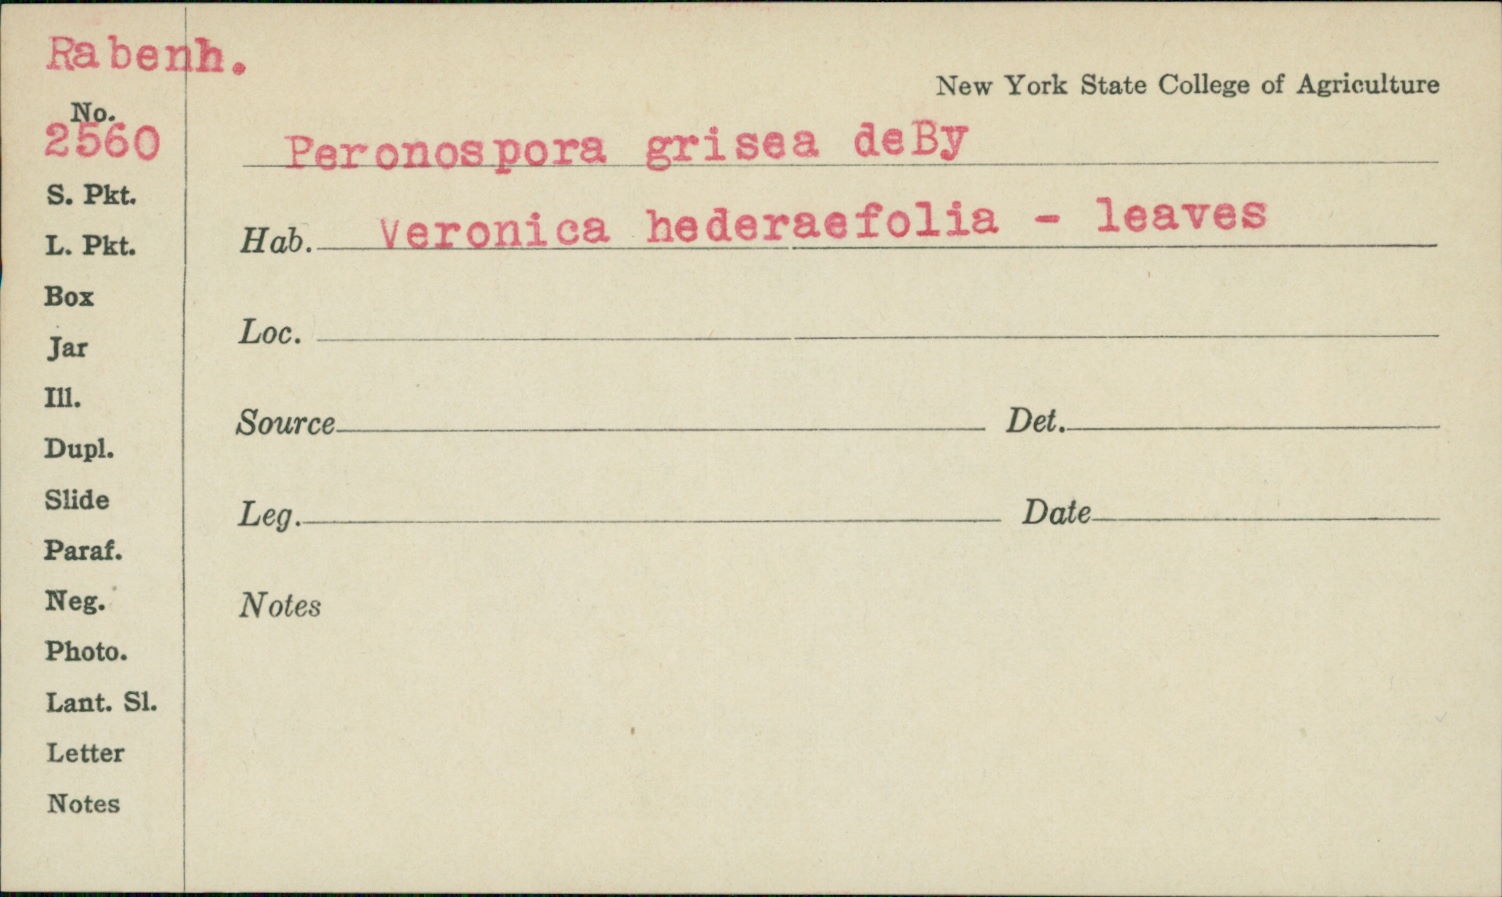 Rabenh.
New York State College of Agriculture
No.
2560
Peronospora grisea deBy
S. Pkt.
Hab. Veronica hederaefolia - leaves
L. Pkt.
Box
Loc.
Jar
Ill.
Source Det.
Dupl.
Slide
Leg. Date
Paraf.
Neg.
Notes
Photo.
Lant. Sl.
Letter
Notes